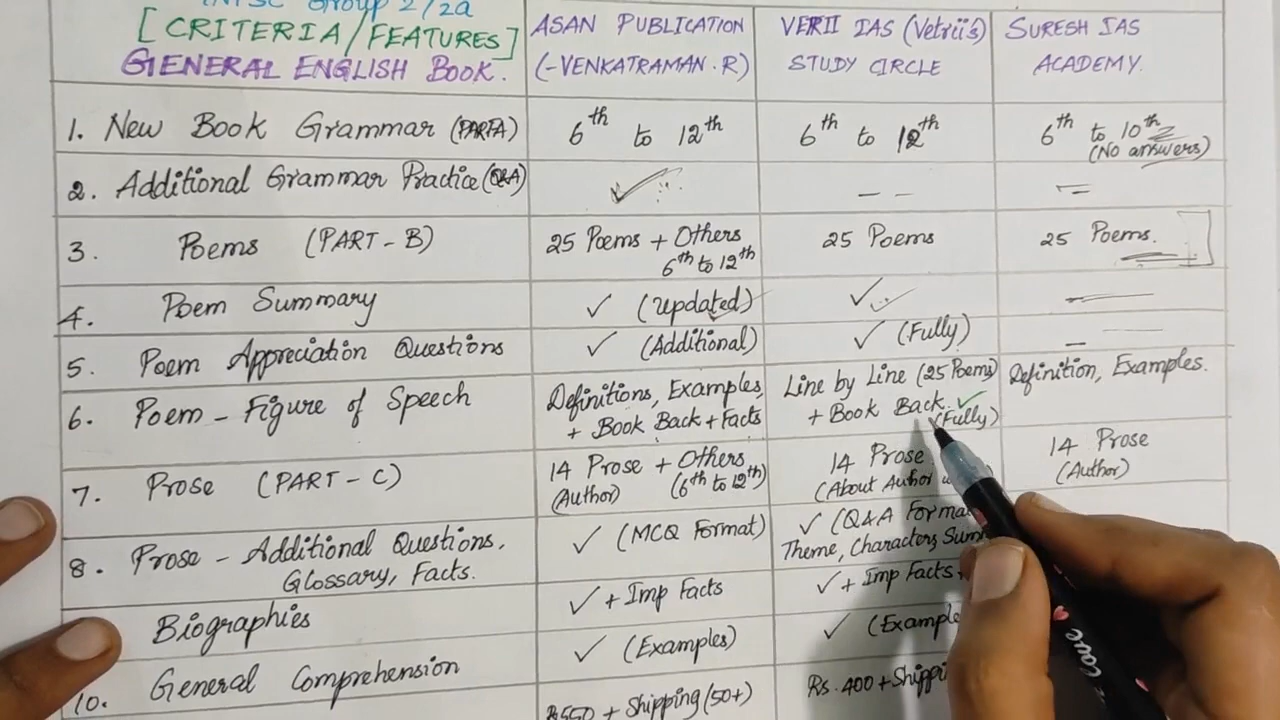 Group 2/2a
[CRITERIA/FEATURES]
GENERAL ENGLISH BOOK.
ASAN PUBLICATION
(-VENKATRAMAN.R)
VERII IAS (Vetrii's)
STUDY CIRCLE
SURESH IAS
ACADEMY.
1. New Book Grammar (PART A)
6th to 12th
6th to 12th
6th to 10th
(No answers)
2. Additional Grammar Practice (Q&A)
✓
- -
3. Poems (PART-B)
25 Poems + Others
6th to 12th
25 Poems
25 Poems.
4. Poem Summary
✓ (Updated)
✓
5. Poem Appreciation Questions
✓ (Additional)
✓ (Fully)
6. Poem - Figure of Speech
Definitions, Examples,
+ Book Back + Facts
Line by Line (25 Poems)
+ Book Back. ✓
(Fully)
Definition, Examples.
7. Prose (PART-C)
14 Prose + Others
(Author) (6th to 12th)
14 Prose
(About Author
14 Prose
(Author)
8. Prose - Additional Questions,
Glossary, Facts.
✓ (MCQ Format)
✓ (Q&A Format
Theme, Characters
Biographies
✓ + Imp Facts
✓ + Imp Facts
10. General Comprehension
✓ (Examples)
✓ (Example
+ Shipping (50+)
Rs. 400 + Shippi